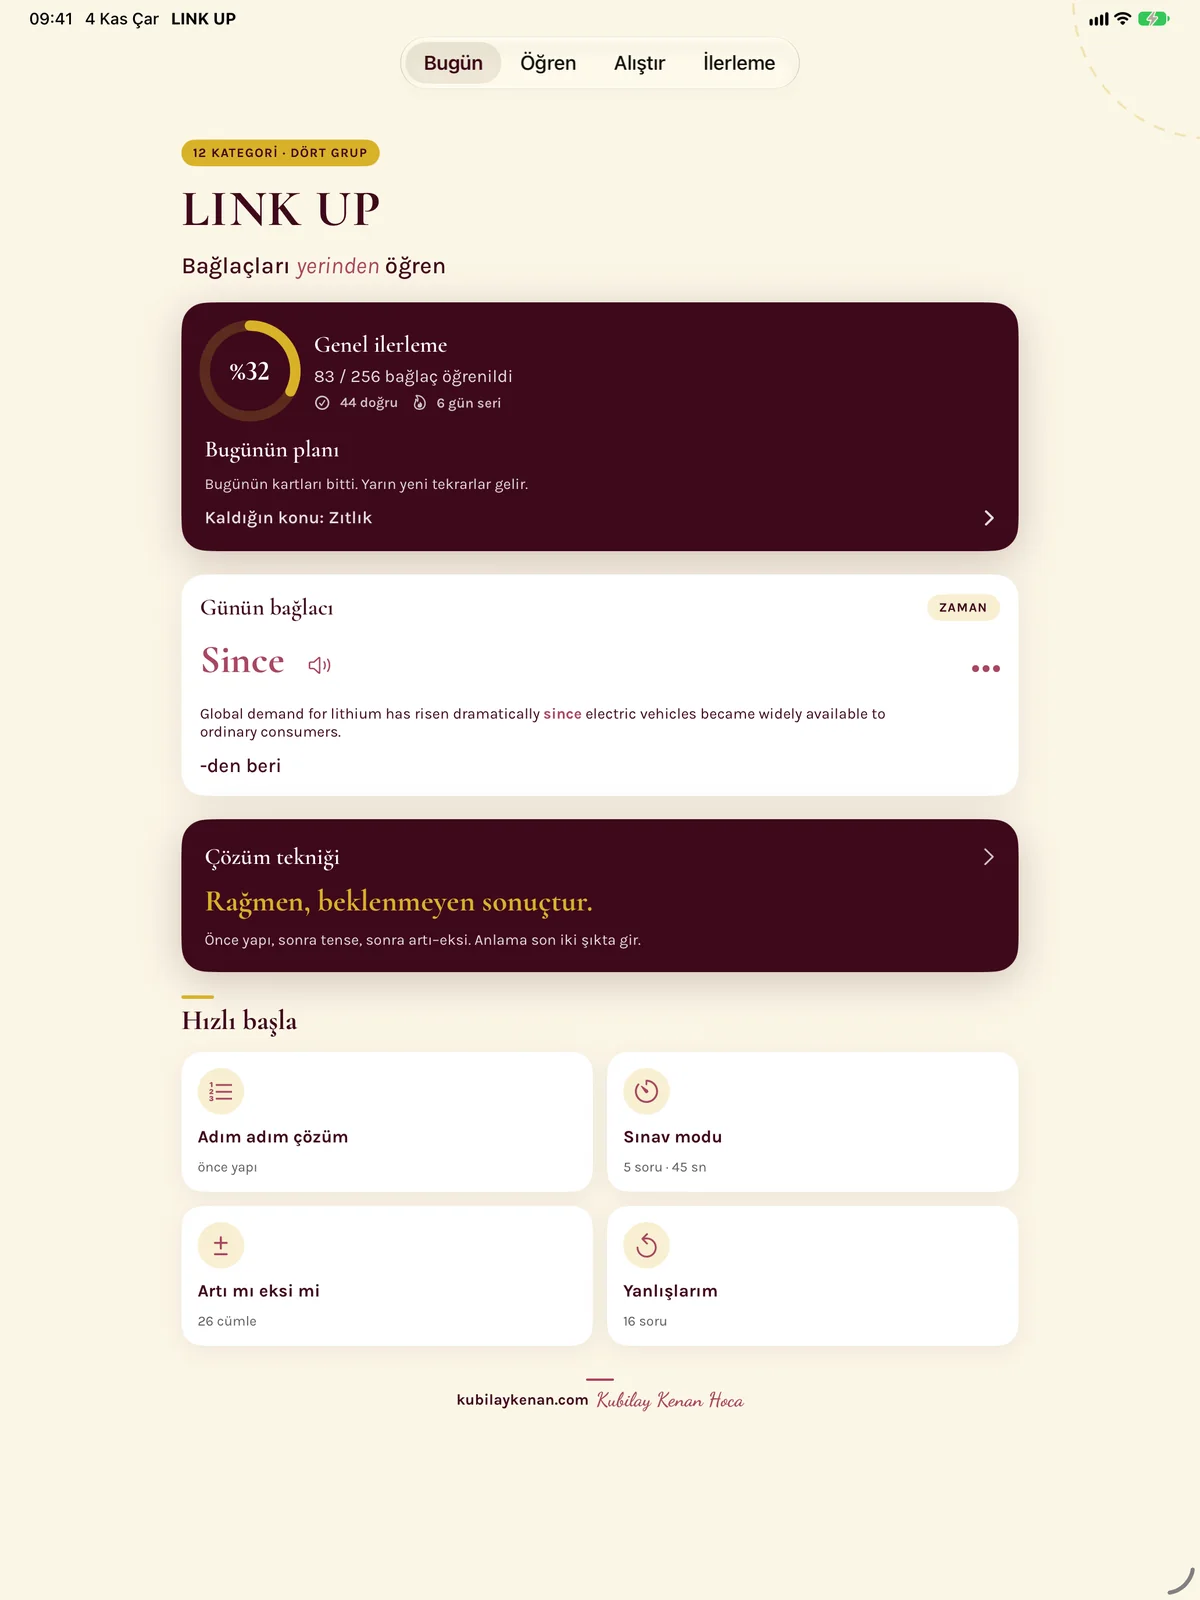 09:41 4 Kas Çar LINK UP
Bugün Öğren Alıştır İlerleme
12 KATEGORİ · DÖRT GRUP
LINK UP
Bağlaçları yerinden öğren
%32
Genel ilerleme
83 / 256 bağlaç öğrenildi
44 doğru 6 gün seri
Bugünün planı
Bugünün kartları bitti. Yarın yeni tekrarlar gelir.
Kaldığın konu: Zıtlık
Günün bağlacı
ZAMAN
Since
Global demand for lithium has risen dramatically since electric vehicles became widely available to
ordinary consumers.
-den beri
Çözüm tekniği
Rağmen, beklenmeyen sonuçtur.
Önce yapı, sonra tense, sonra artı–eksi. Anlama son iki şıkta gir.
Hızlı başla
Adım adım çözüm
önce yapı
Sınav modu
5 soru · 45 sn
Artı mı eksi mi
26 cümle
Yanlışlarım
16 soru
kubilaykenan.com Kubilay Kenan Hoca